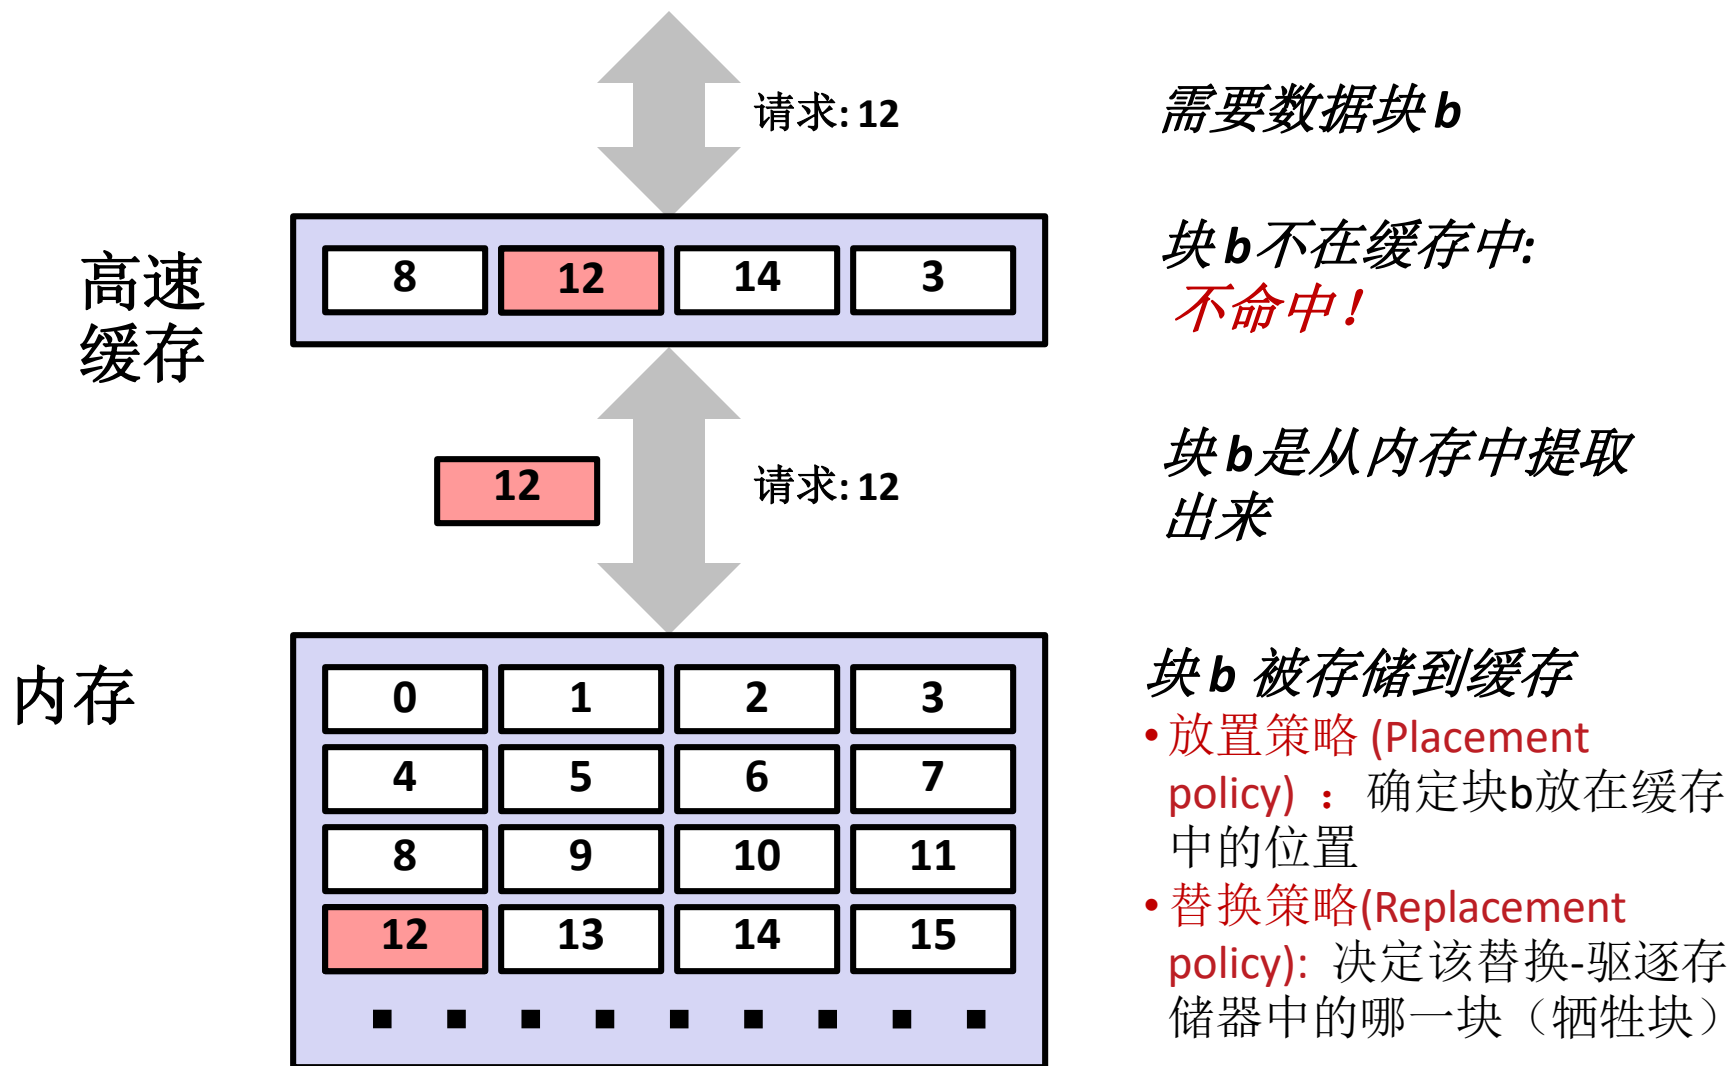 请求: 12
需要数据块 b
高速
缓存
8 12 14 3
块 b不在缓存中:
不命中！
12
请求: 12
块 b是从内存中提取
出来
内存
0 1 2 3
4 5 6 7
8 9 10 11
12 13 14 15
块 b 被存储到缓存
•放置策略 (Placement
policy) ：确定块b放在缓存
中的位置
•替换策略(Replacement
policy): 决定该替换-驱逐存
储器中的哪一块（牺牲块）